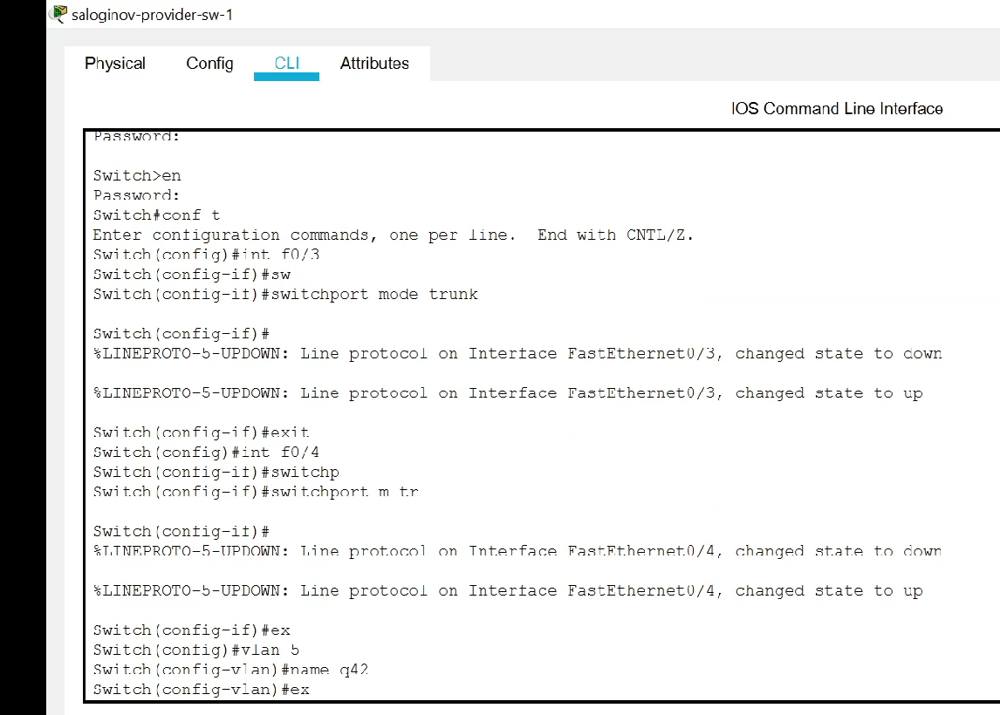 saloginov-provider-sw-1
Physical Config CLI Attributes
IOS Command Line Interface
Password:
Switch>en
Password:
Switch#conf t
Enter configuration commands, one per line.  End with CNTL/Z.
Switch(config)#int f0/3
Switch(config-if)#sw
Switch(config-if)#switchport mode trunk
Switch(config-if)#
%LINEPROTO-5-UPDOWN: Line protocol on Interface FastEthernet0/3, changed state to down
%LINEPROTO-5-UPDOWN: Line protocol on Interface FastEthernet0/3, changed state to up
Switch(config-if)#exit
Switch(config)#int f0/4
Switch(config-if)#switchp
Switch(config-if)#switchport m tr
Switch(config-if)#
%LINEPROTO-5-UPDOWN: Line protocol on Interface FastEthernet0/4, changed state to down
%LINEPROTO-5-UPDOWN: Line protocol on Interface FastEthernet0/4, changed state to up
Switch(config-if)#ex
Switch(config)#vlan 5
Switch(config-vlan)#name q42
Switch(config-vlan)#ex